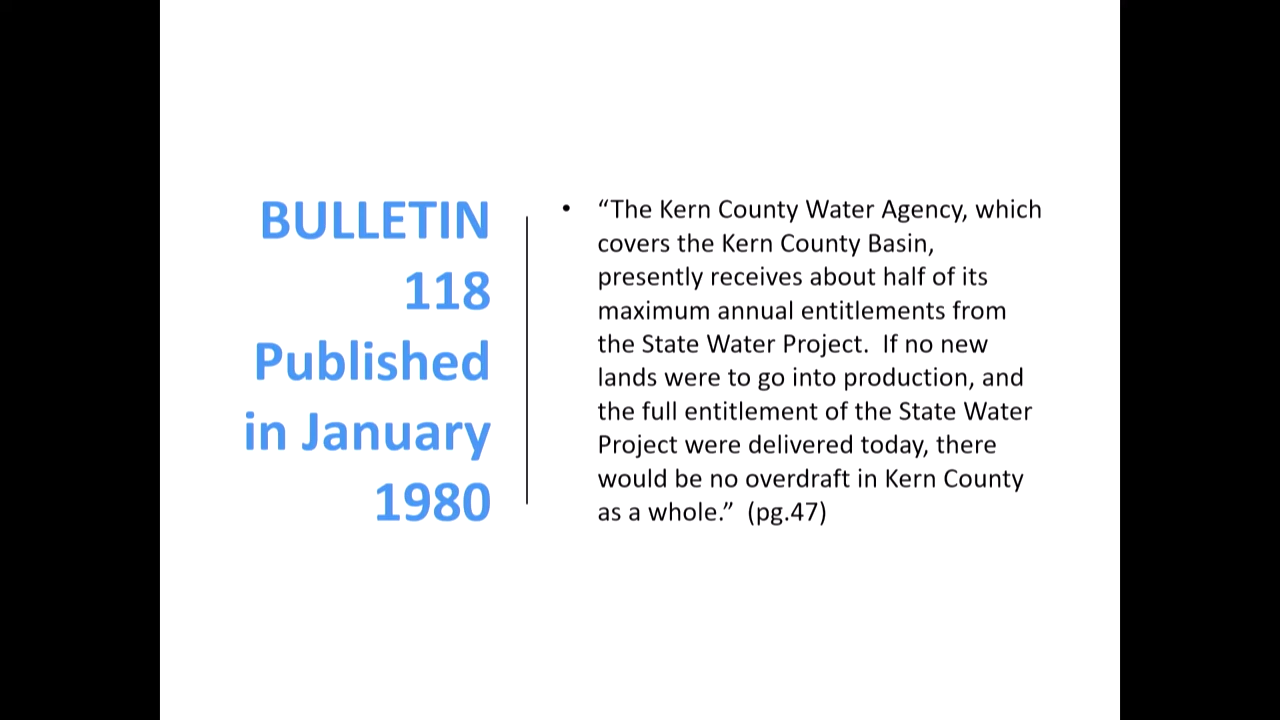 BULLETIN
118
Published
in January
1980
• “The Kern County Water Agency, which
covers the Kern County Basin,
presently receives about half of its
maximum annual entitlements from
the State Water Project.  If no new
lands were to go into production, and
the full entitlement of the State Water
Project were delivered today, there
would be no overdraft in Kern County
as a whole.”  (pg.47)